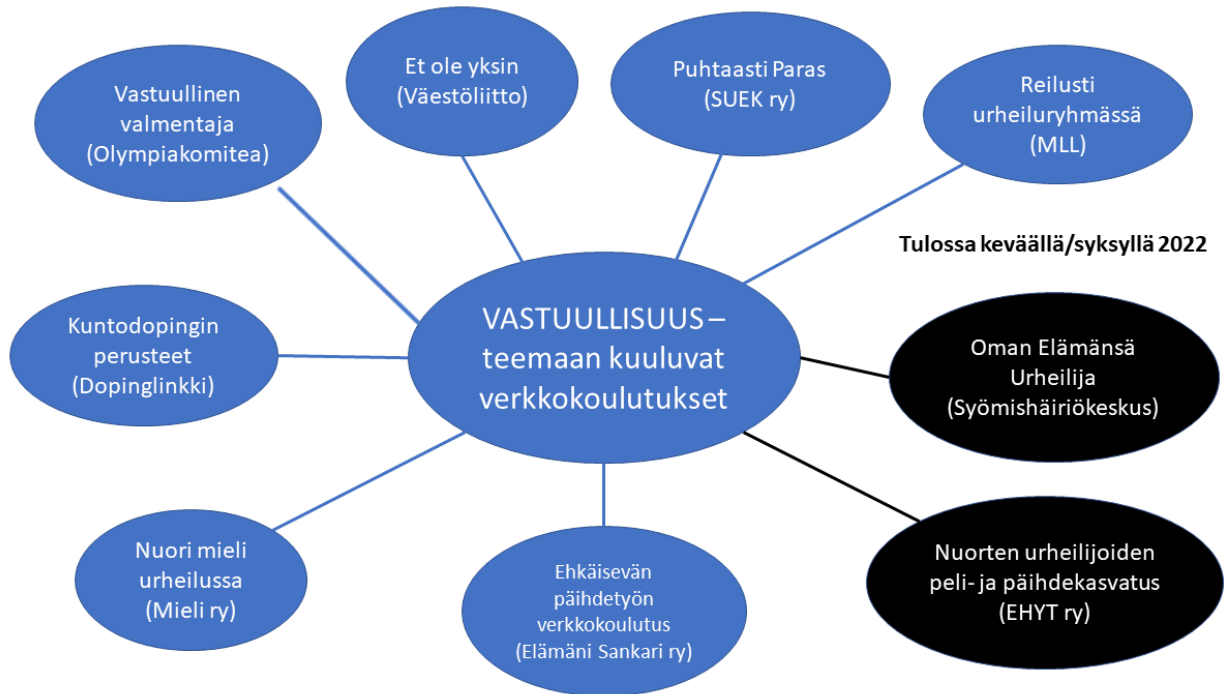 Vastuullinen
valmentaja
(Olympiakomitea)
Et ole yksin
(Väestöliitto)
Puhtaasti Paras
(SUEK ry)
Reilusti
urheiluryhmässä
(MLL)
Tulossa keväällä/syksyllä 2022
VASTUULLISUUS –
teemaan kuuluvat
verkkokoulutukset
Kuntodopingin
perusteet
(Dopinglinkki)
Oman Elämänsä
Urheilija
(Syömishäiriökeskus)
Nuori mieli
urheilussa
(Mieli ry)
Ehkäisevän
päihdetyön
verkkokoulutus
(Elämäni Sankari ry)
Nuorten urheilijoiden
peli- ja päihdekasvatus
(EHYT ry)